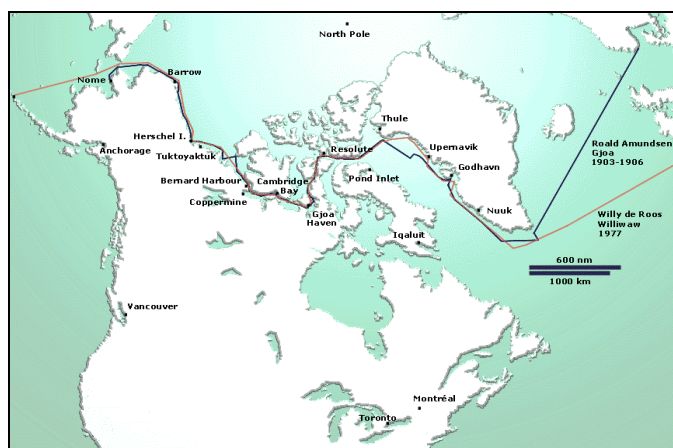 North Pole
Nome
Barrow
Thule
Herschel I.
Anchorage
Tuktoyaktuk
Resolute
Upernavik
Roald Amundsen
Gjoa
1903-1906
Godhavn
Bernard Harbour
Cambridge
Bay
Pond Inlet
Coppermine
Gjoa
Haven
Nuuk
Willy de Roos
Williwaw
1977
Iqaluit
600 nm
1000 km
Vancouver
Montréal
Toronto